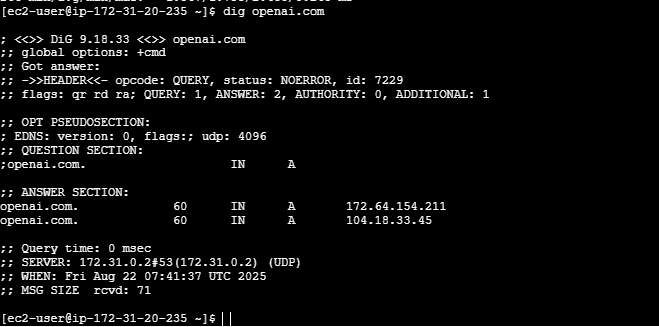 [ec2-user@ip-172-31-20-235 ~]$ dig openai.com
; <<>> DiG 9.18.33 <<>> openai.com
;; global options: +cmd
;; Got answer:
;; ->>HEADER<<- opcode: QUERY, status: NOERROR, id: 7229
;; flags: qr rd ra; QUERY: 1, ANSWER: 2, AUTHORITY: 0, ADDITIONAL: 1
;; OPT PSEUDOSECTION:
; EDNS: version: 0, flags:; udp: 4096
;; QUESTION SECTION:
;openai.com. IN A
;; ANSWER SECTION:
openai.com. 60 IN A 172.64.154.211
openai.com. 60 IN A 104.18.33.45
;; Query time: 0 msec
;; SERVER: 172.31.0.2#53(172.31.0.2) (UDP)
;; WHEN: Fri Aug 22 07:41:37 UTC 2025
;; MSG SIZE rcvd: 71
[ec2-user@ip-172-31-20-235 ~]$